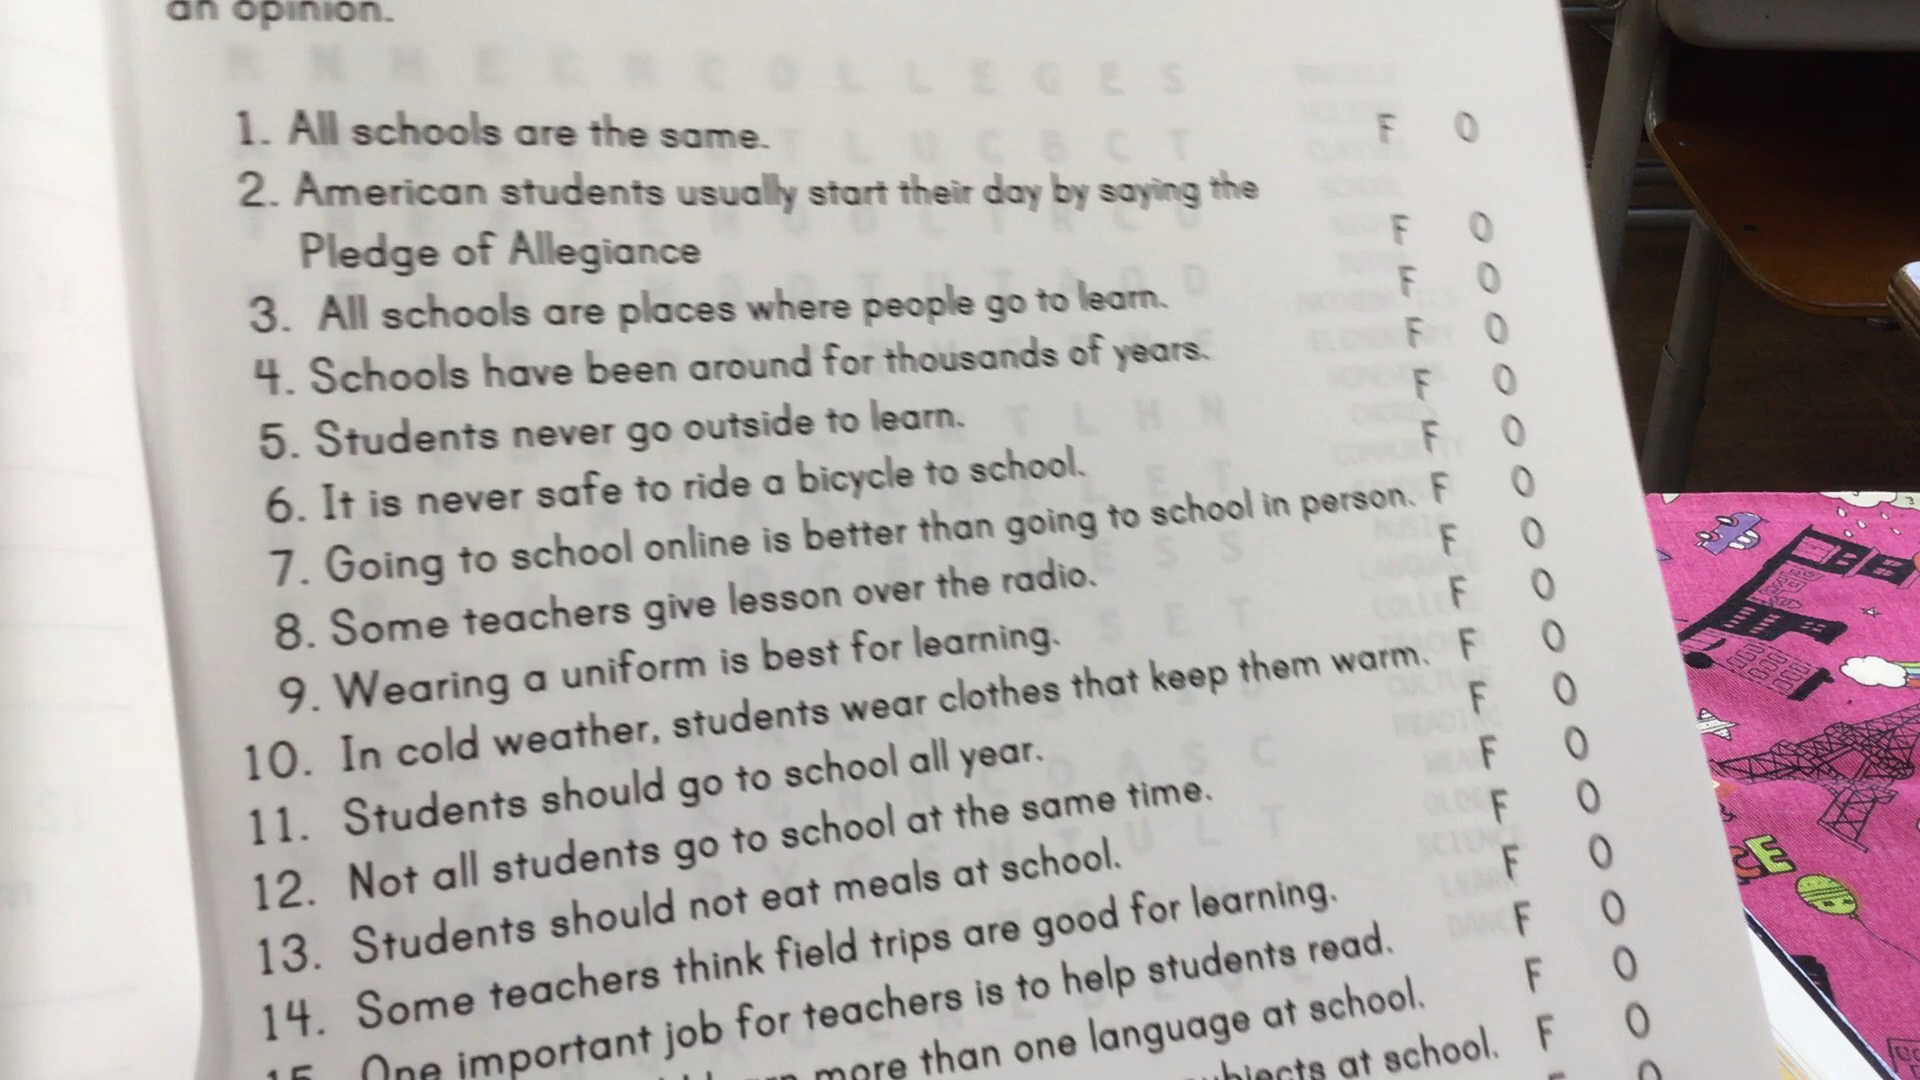 an opinion.
1. All schools are the same. F O
2. American students usually start their day by saying the
Pledge of Allegiance F O
3. All schools are places where people go to learn. F O
4. Schools have been around for thousands of years. F O
5. Students never go outside to learn. F O
6. It is never safe to ride a bicycle to school. F O
7. Going to school online is better than going to school in person. F O
8. Some teachers give lesson over the radio. F O
9. Wearing a uniform is best for learning. F O
10. In cold weather, students wear clothes that keep them warm. F O
11. Students should go to school all year. F O
12. Not all students go to school at the same time. F O
13. Students should not eat meals at school. F O
14. Some teachers think field trips are good for learning. F O
15. One important job for teachers is to help students read. F O
more than one language at school. F O
at school. F O